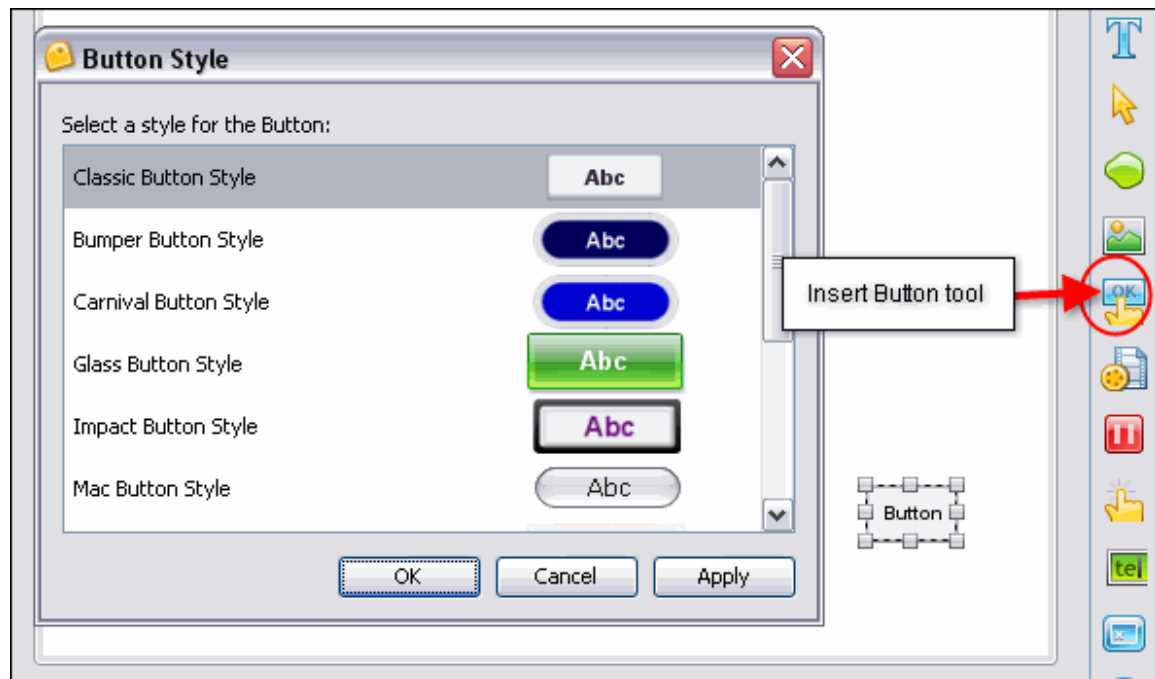 Button Style
Select a style for the Button:
Classic Button Style Abc
Bumper Button Style Abc
Carnival Button Style Abc
Glass Button Style Abc
Impact Button Style Abc
Mac Button Style Abc
OK Cancel Apply
Insert Button tool
Button
T
OK
te